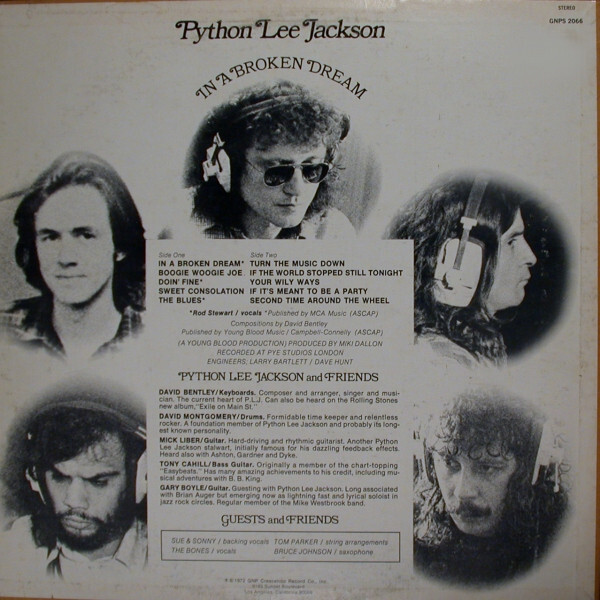 STEREO
GNPS 2066
Python Lee Jackson
IN A BROKEN DREAM
Side One
IN A BROKEN DREAM*
BOOGIE WOOGIE JOE
DOIN' FINE*
SWEET CONSOLATION
THE BLUES*
Side Two
TURN THE MUSIC DOWN
IF THE WORLD STOPPED STILL TONIGHT
YOUR WILY WAYS
IF IT'S MEANT TO BE A PARTY
SECOND TIME AROUND THE WHEEL
*Rod Stewart / vocals *Published by MCA Music (ASCAP)
Compositions by David Bentley
Published by Young Blood Music / Campbell-Connelly (ASCAP)
(A YOUNG BLOOD PRODUCTION) PRODUCED BY MIKI DALLON
RECORDED AT PYE STUDIOS LONDON
ENGINEERS, LARRY BARTLETT / DAVE HUNT
PYTHON LEE JACKSON and FRIENDS
DAVID BENTLEY/Keyboards. Composer and arranger, singer and musi-
cian, The current heart of P.L.J. Can also be heard on the Rolling Stones
new album, "Exile on Main St."
DAVID MONTGOMERY/Drums. Formidable time keeper and relentless
rocker. A foundation member of Python Lee Jackson and probably its long-
est known personality.
MICK LIBER/Guitar. Hard-driving and rhythmic guitarist. Another Python
Lee Jackson stalwart, initially famous for his dazzling feedback effects.
Heard also with Ashton, Gardner and Dyke.
TONY CAHILL/Bass Guitar. Originally a member of the chart-topping
"Easybeats." Has many amazing achievements to his credit, including mu-
sical adventures with B. B. King.
GARY BOYLE/Guitar. Guesting with Python Lee Jackson. Long associated
with Brian Auger but emerging now as lightning fast and lyrical soloist in
jazz rock circles. Regular member of the Mike Westbrook band.
GUESTS and FRIENDS
SUE & SONNY / backing vocals TOM PARKER / string arrangements
THE BONES / vocals BRUCE JOHNSON / saxophone
GNP Crescendo Record Co., Inc.
Sunset Boulevard
Los Angeles, California